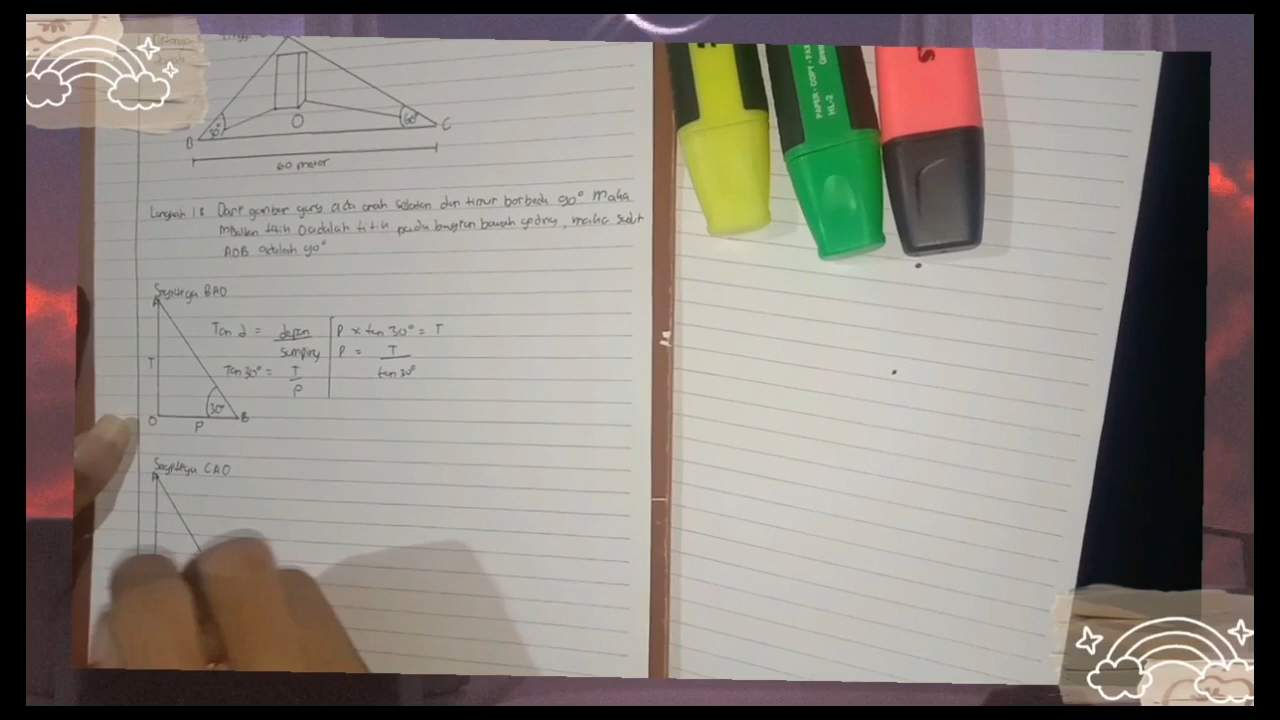 B
30°
O
60°
C
60 meter
Langkah 1 : Dari gambar garis ada arah Selatan dan timur berbeda 90° maka
misalkan titik O adalah titik pada bagian bawah gedung, maka sudut
AOB adalah 90°
Segitiga BAO
A
T
O
P
30°
B
Tan α = depan
samping
Tan 30° = T
P
P × tan 30° = T
P = T
tan 30°
Segitiga CAO
A
PAPER · COPY · FAX
HL-2
S